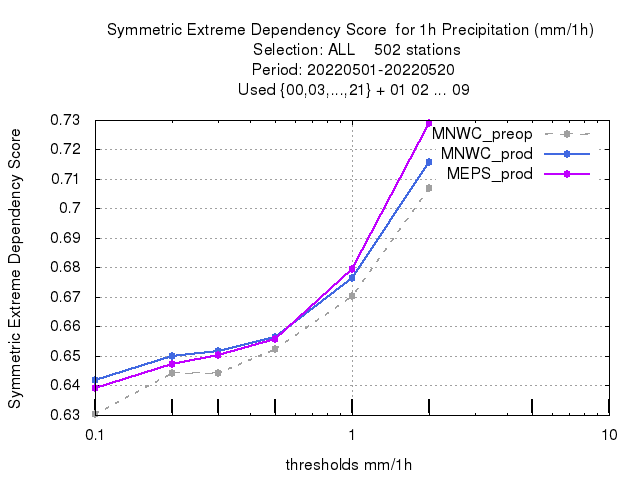 Symmetric Extreme Dependency Score  for 1h Precipitation (mm/1h)
Selection: ALL    502 stations
Period: 20220501-20220520
Used {00,03,...,21} + 01 02 ... 09
Symmetric Extreme Dependency Score
0.73
0.72
0.71
0.7
0.69
0.68
0.67
0.66
0.65
0.64
0.63
MNWC_preop
MNWC_prod
MEPS_prod
0.1 1 10
thresholds mm/1h